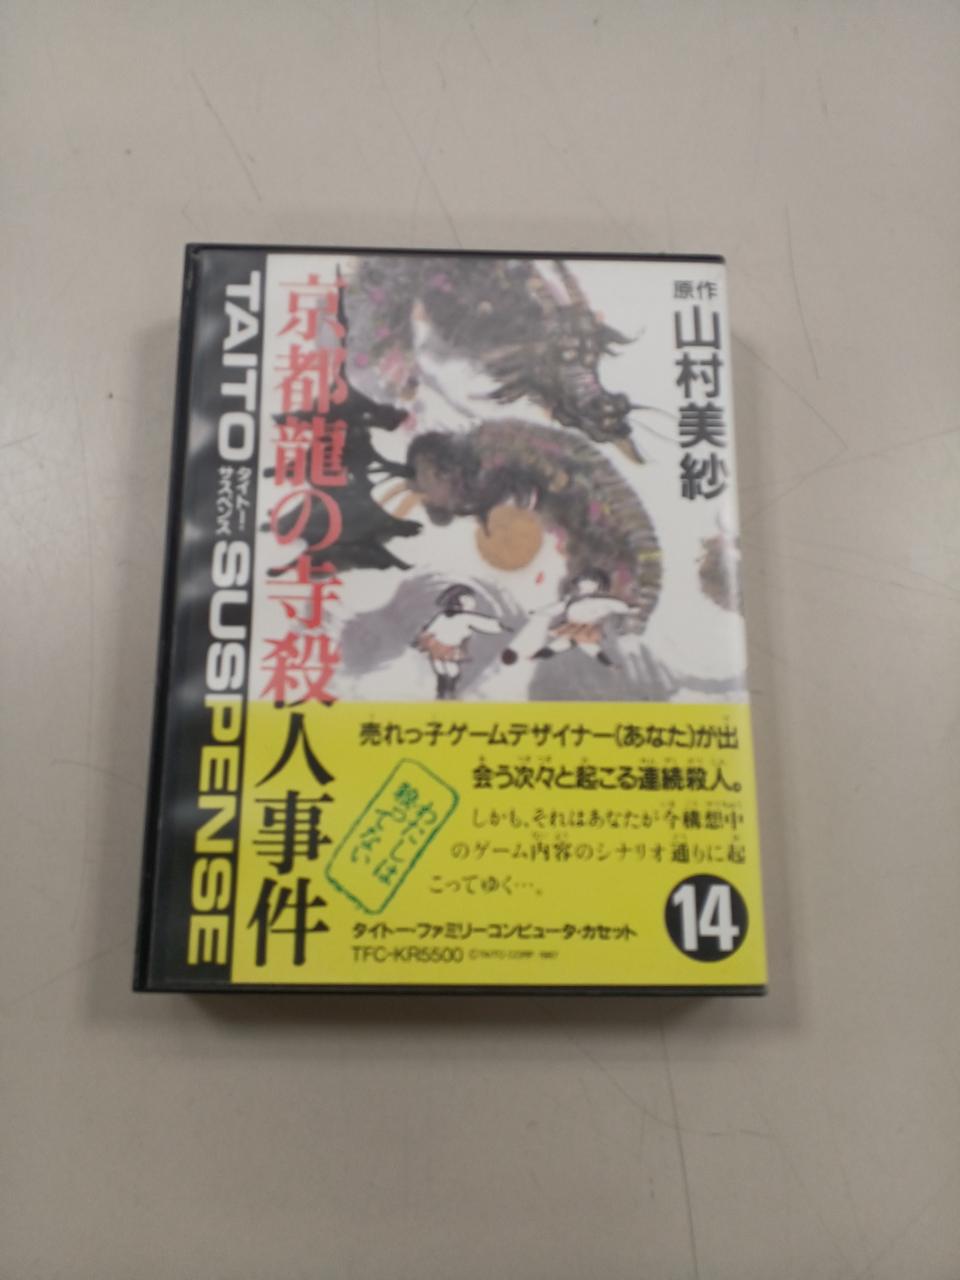 TAITO SUSPENSE
タイトー・
サスペンス
京都龍の寺殺人事件
原作
山村美紗
売れっ子ゲームデザイナー(あなた)が出
会う次々と起こる連続殺人。
しかも、それはあなたが今構想中
のゲーム内容のシナリオ通りに起
こってゆく…。
わたしは
殺ってない
タイトー・ファミリーコンピュータ・カセット
TFC-KR5500 ©TAITO CORP. 1987
14